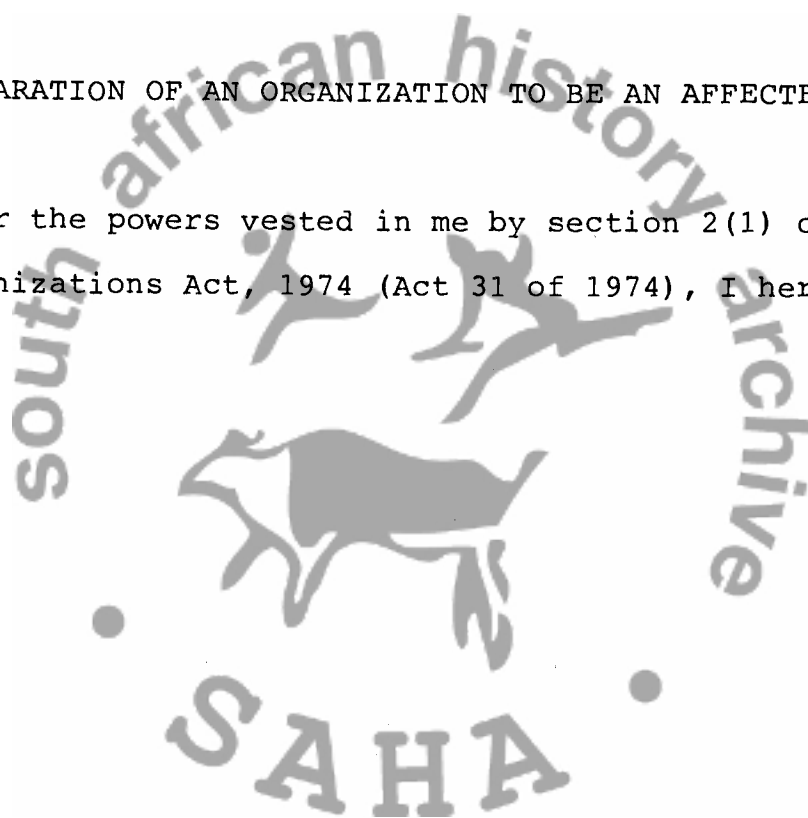 ARATION OF AN ORGANIZATION TO BE AN AFFECTE
r the powers vested in me by section 2(1) o
nizations Act, 1974 (Act 31 of 1974), I her
south african history archive
SAHA